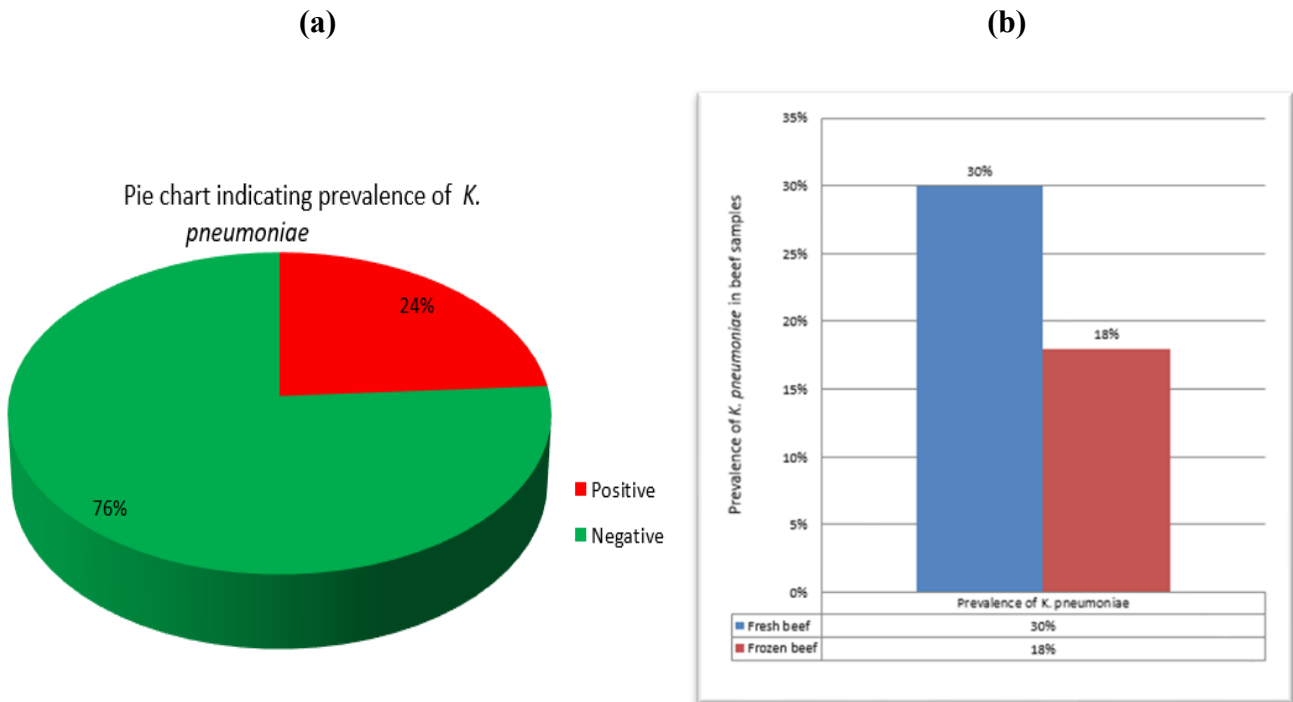 (a)
Pie chart indicating prevalence of K.
pneumoniae
24%
76%
Positive
Negative
(b)
Prevalence of K. pneumoniae in beef samples
35%
30%
25%
20%
15%
10%
5%
0%
30%
18%
Prevalence of K. pneumoniae
Fresh beef 30%
Frozen beef 18%